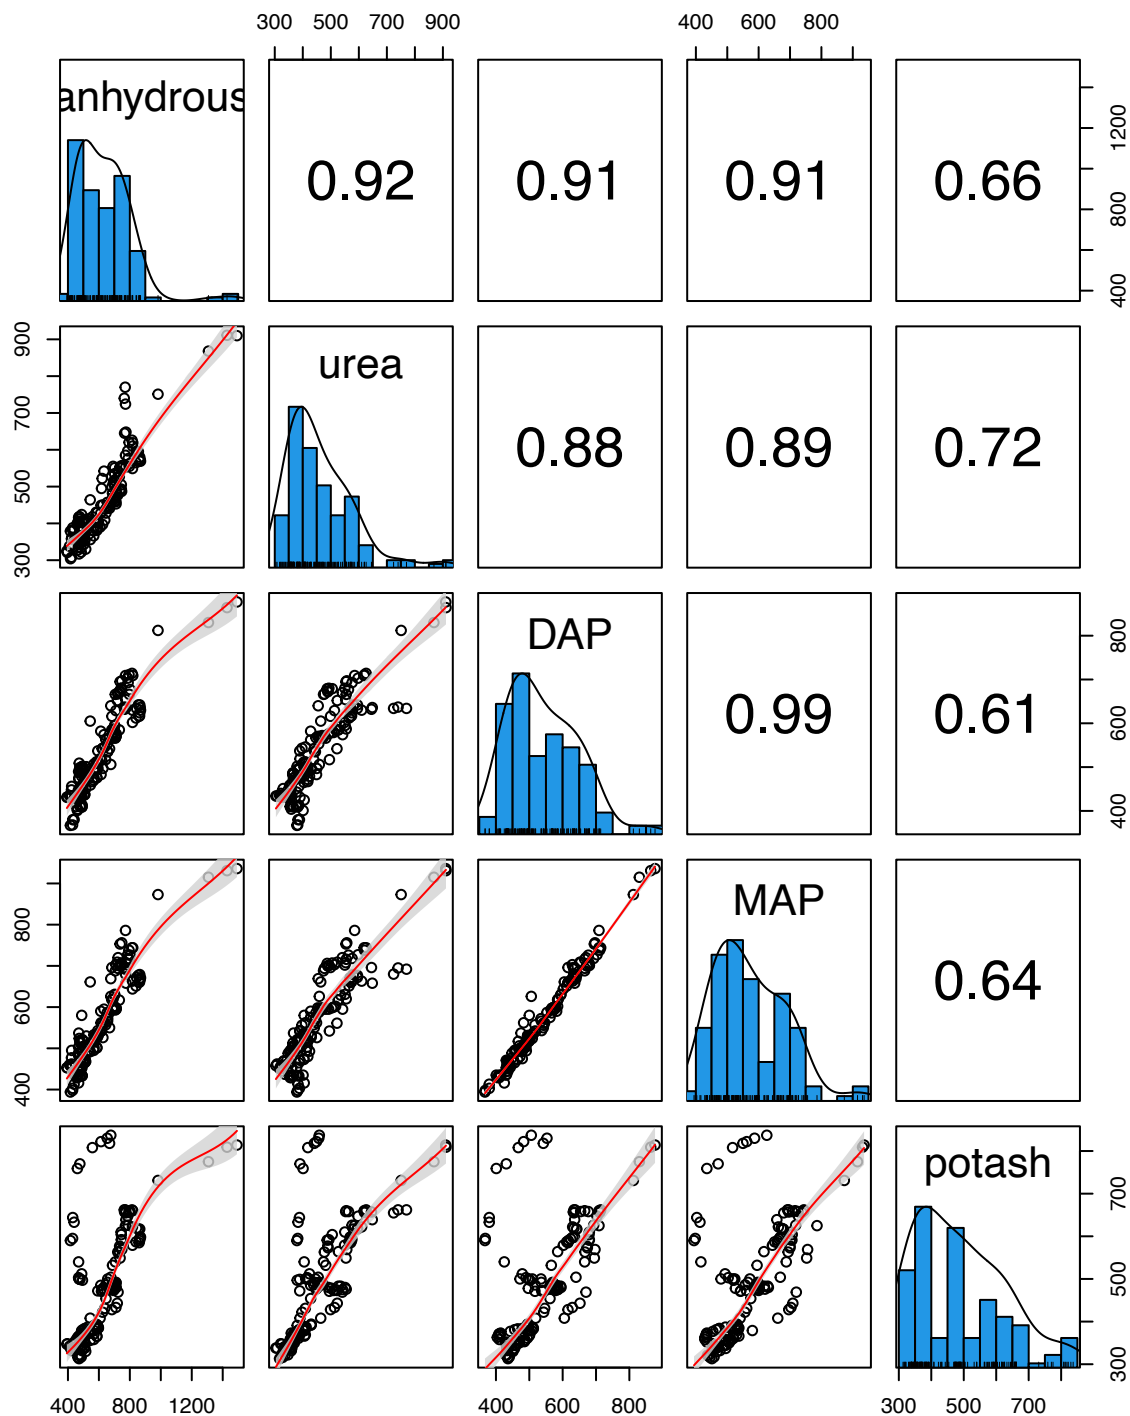 300 500 700 900 400 600 800
anhydrous 0.92 0.91 0.91 0.66
400 800 1200
urea 0.88 0.89 0.72
300 500 700 900
DAP 0.99 0.61
400 600 800
MAP 0.64
400 600 800
potash
300 500 700
400 800 1200 400 600 800 300 500 700